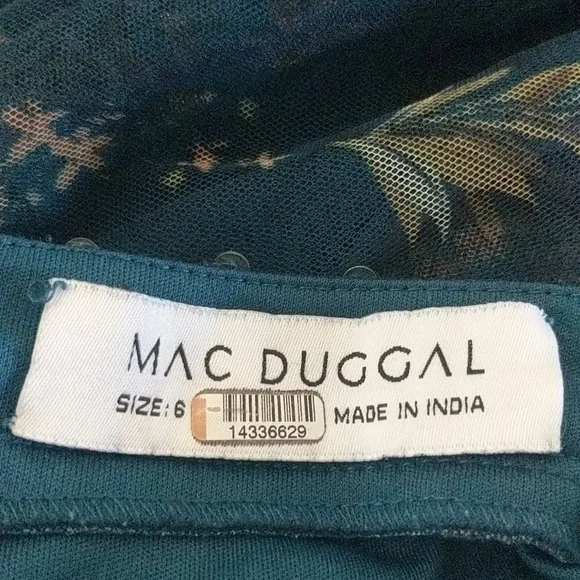 MAC DUGGAL
SIZE: 6 MADE IN INDIA
14336629